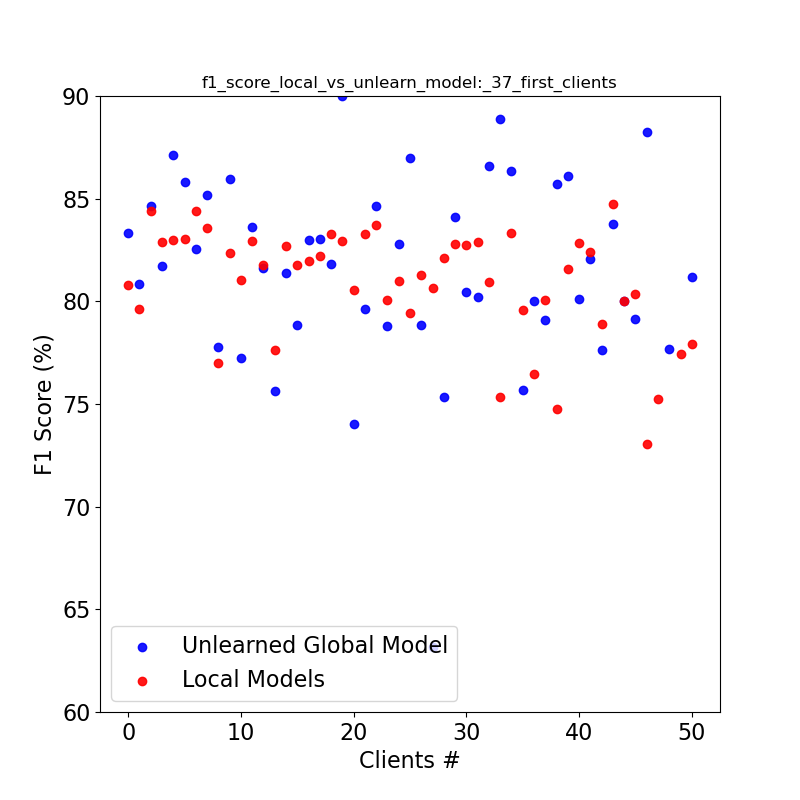 f1_score_local_vs_unlearn_model:_37_first_clients
90
85
80
75
70
65
60
F1 Score (%)
Unlearned Global Model
Local Models
0 10 20 30 40 50
Clients #